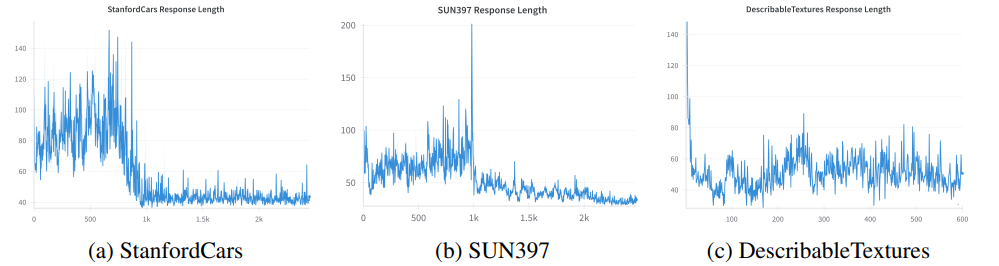 StanfordCars Response Length
140
120
100
80
60
40
0
500
1k
1.5k
2k
(a) StanfordCars
SUN397 Response Length
200
150
100
50
0
500
1k
1.5k
2k
(b) SUN397
DescribableTextures Response Length
140
120
100
80
60
40
100
200
300
400
500
600
(c) DescribableTextures